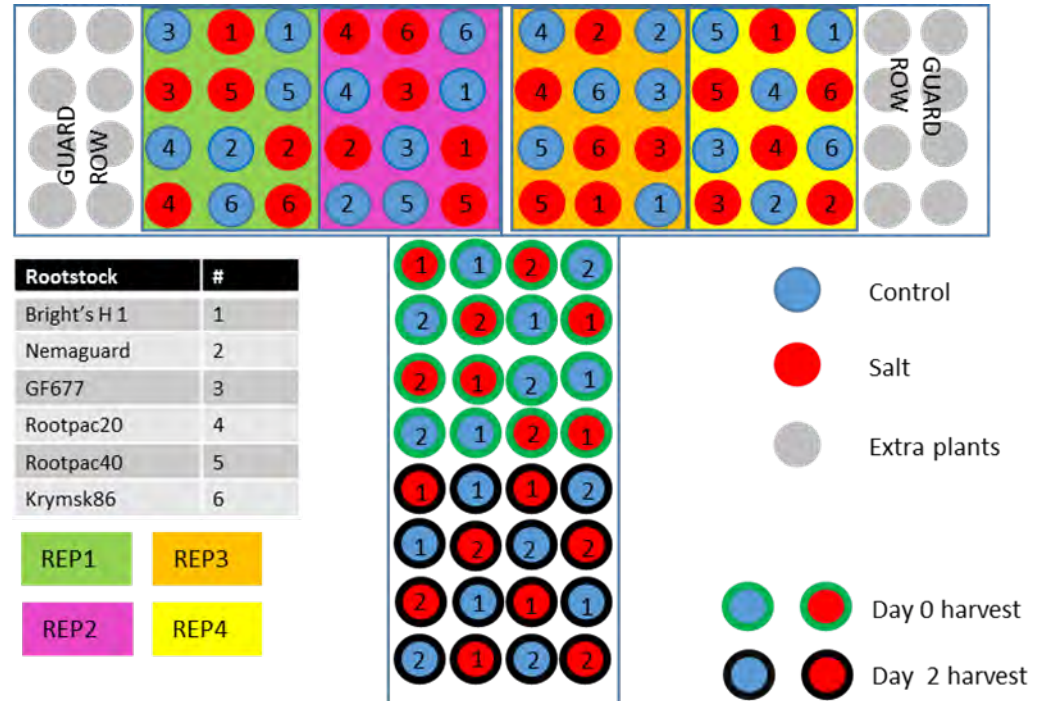 3 1 1 4 6 6 4 2 2 5 1 1
3 5 5 4 3 1 4 6 3 5 4 6
4 2 2 2 3 1 5 6 3 3 4 6
4 6 6 2 5 5 5 1 1 3 2 2
GUARD
ROW
ROW
GUARD
1 1 2 2
2 2 1 1
2 1 2 1
2 1 2 1
1 1 1 2
1 2 2 2
2 1 1 1
2 1 2 2
Rootstock #
Bright's H 1 1
Nemaguard 2
GF677 3
Rootpac20 4
Rootpac40 5
Krymsk86 6
REP1 REP3
REP2 REP4
Control
Salt
Extra plants
Day 0 harvest
Day 2 harvest